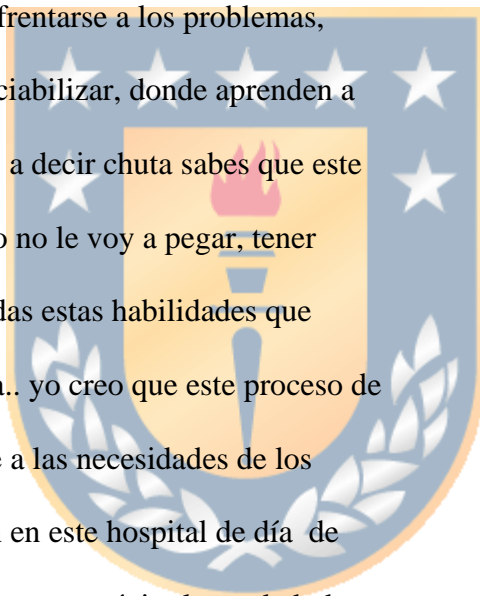 frentarse a los problemas,
ciabilizar, donde aprenden a
a decir chuta sabes que este
o no le voy a pegar, tener
das estas habilidades que
a.. yo creo que este proceso de
e a las necesidades de los
en este hospital de día de